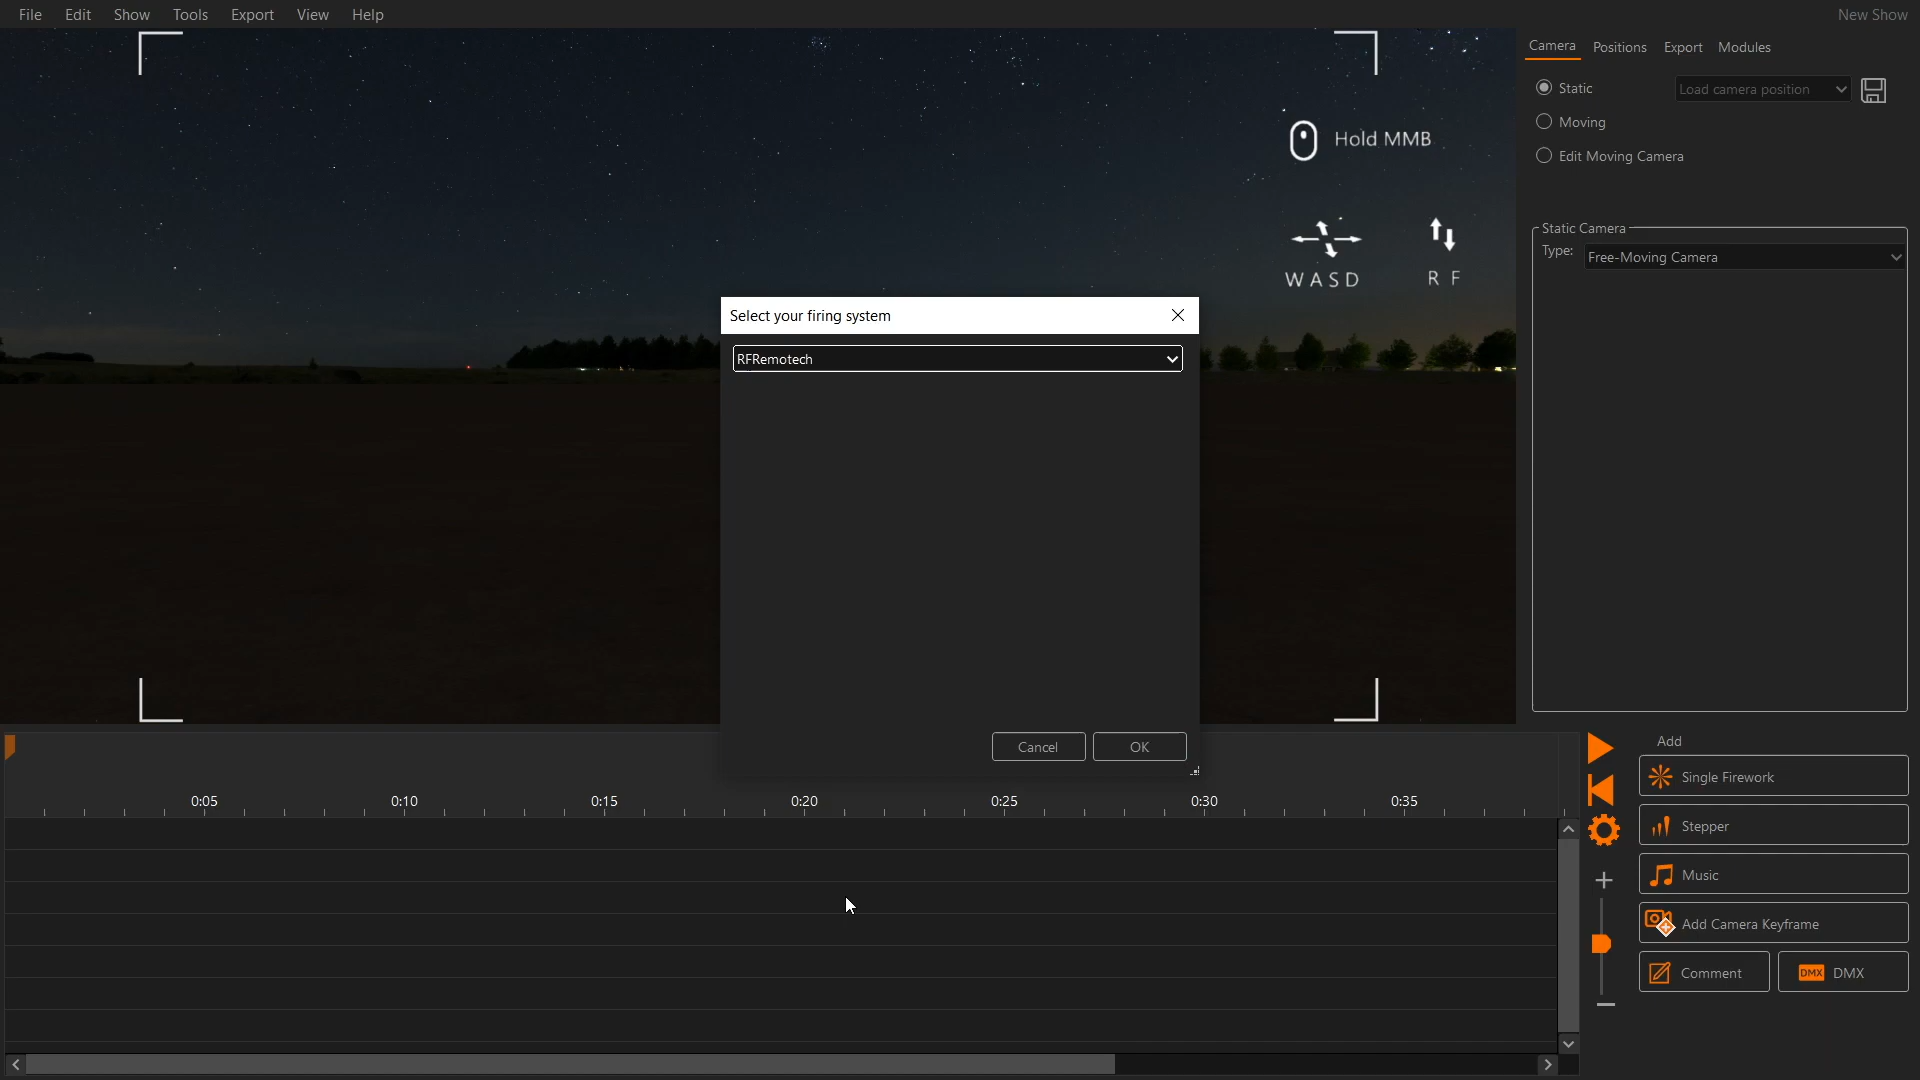 File Edit Show Tools Export View Help New Show
Camera Positions Export Modules
Static Load camera position
Moving
Edit Moving Camera
Hold MMB
W A S D R F
Static Camera
Type: Free-Moving Camera
Select your firing system
RFRemotech
Cancel OK
0:05 0:10 0:15 0:20 0:25 0:30 0:35
Add
Single Firework
Stepper
Music
Add Camera Keyframe
Comment DMX DMX